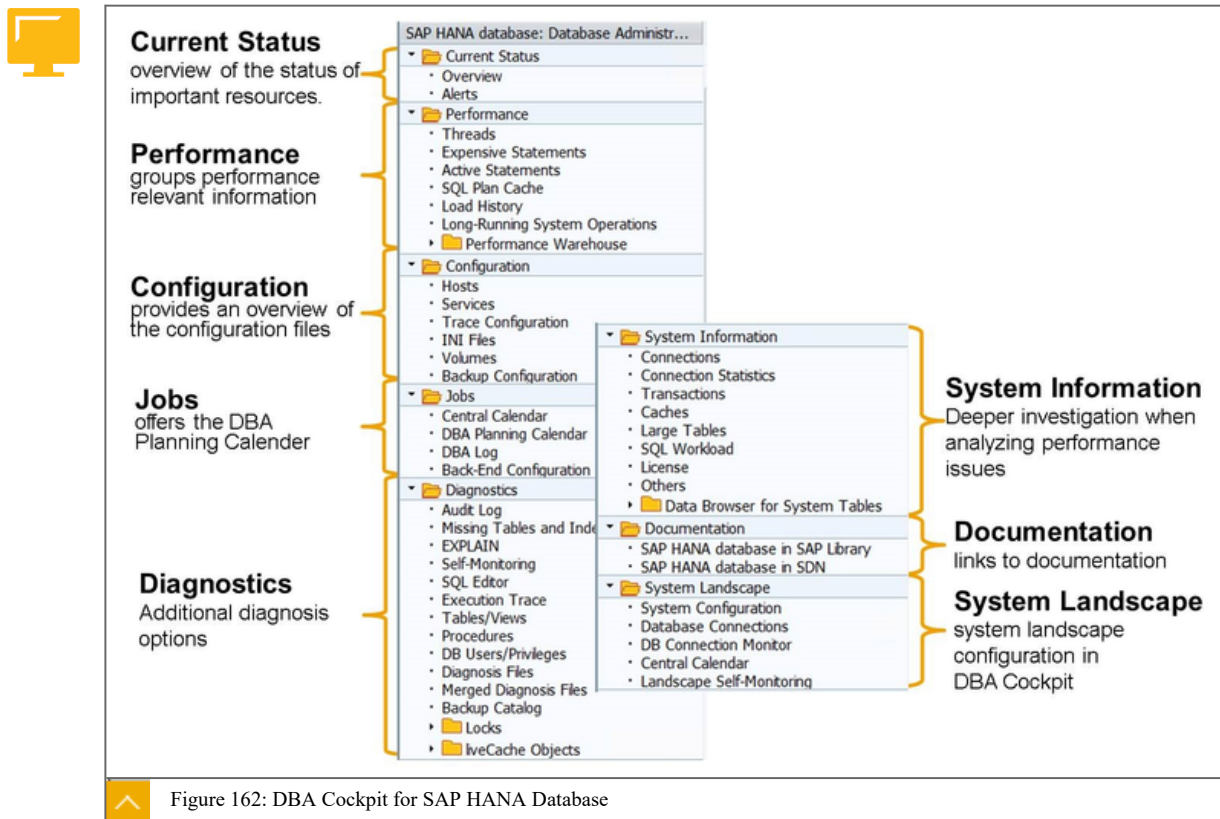 Current Status
overview of the status of
important resources.
Performance
groups performance
relevant information
Configuration
provides an overview of
the configuration files
Jobs
offers the DBA
Planning Calender
Diagnostics
Additional diagnosis
options
SAP HANA database: Database Administr...
Current Status
Overview
Alerts
Performance
Threads
Expensive Statements
Active Statements
SQL Plan Cache
Load History
Long-Running System Operations
Performance Warehouse
Configuration
Hosts
Services
Trace Configuration
INI Files
Volumes
Backup Configuration
Jobs
Central Calendar
DBA Planning Calendar
DBA Log
Back-End Configuration
Diagnostics
Audit Log
Missing Tables and Inde
EXPLAIN
Self-Monitoring
SQL Editor
Execution Trace
Tables/Views
Procedures
DB Users/Privileges
Diagnosis Files
Merged Diagnosis Files
Backup Catalog
Locks
liveCache Objects
System Information
Connections
Connection Statistics
Transactions
Caches
Large Tables
SQL Workload
License
Others
Data Browser for System Tables
Documentation
SAP HANA database in SAP Library
SAP HANA database in SDN
System Landscape
System Configuration
Database Connections
DB Connection Monitor
Central Calendar
Landscape Self-Monitoring
System Information
Deeper investigation when
analyzing performance
issues
Documentation
links to documentation
System Landscape
system landscape
configuration in
DBA Cockpit
Figure 162: DBA Cockpit for SAP HANA Database